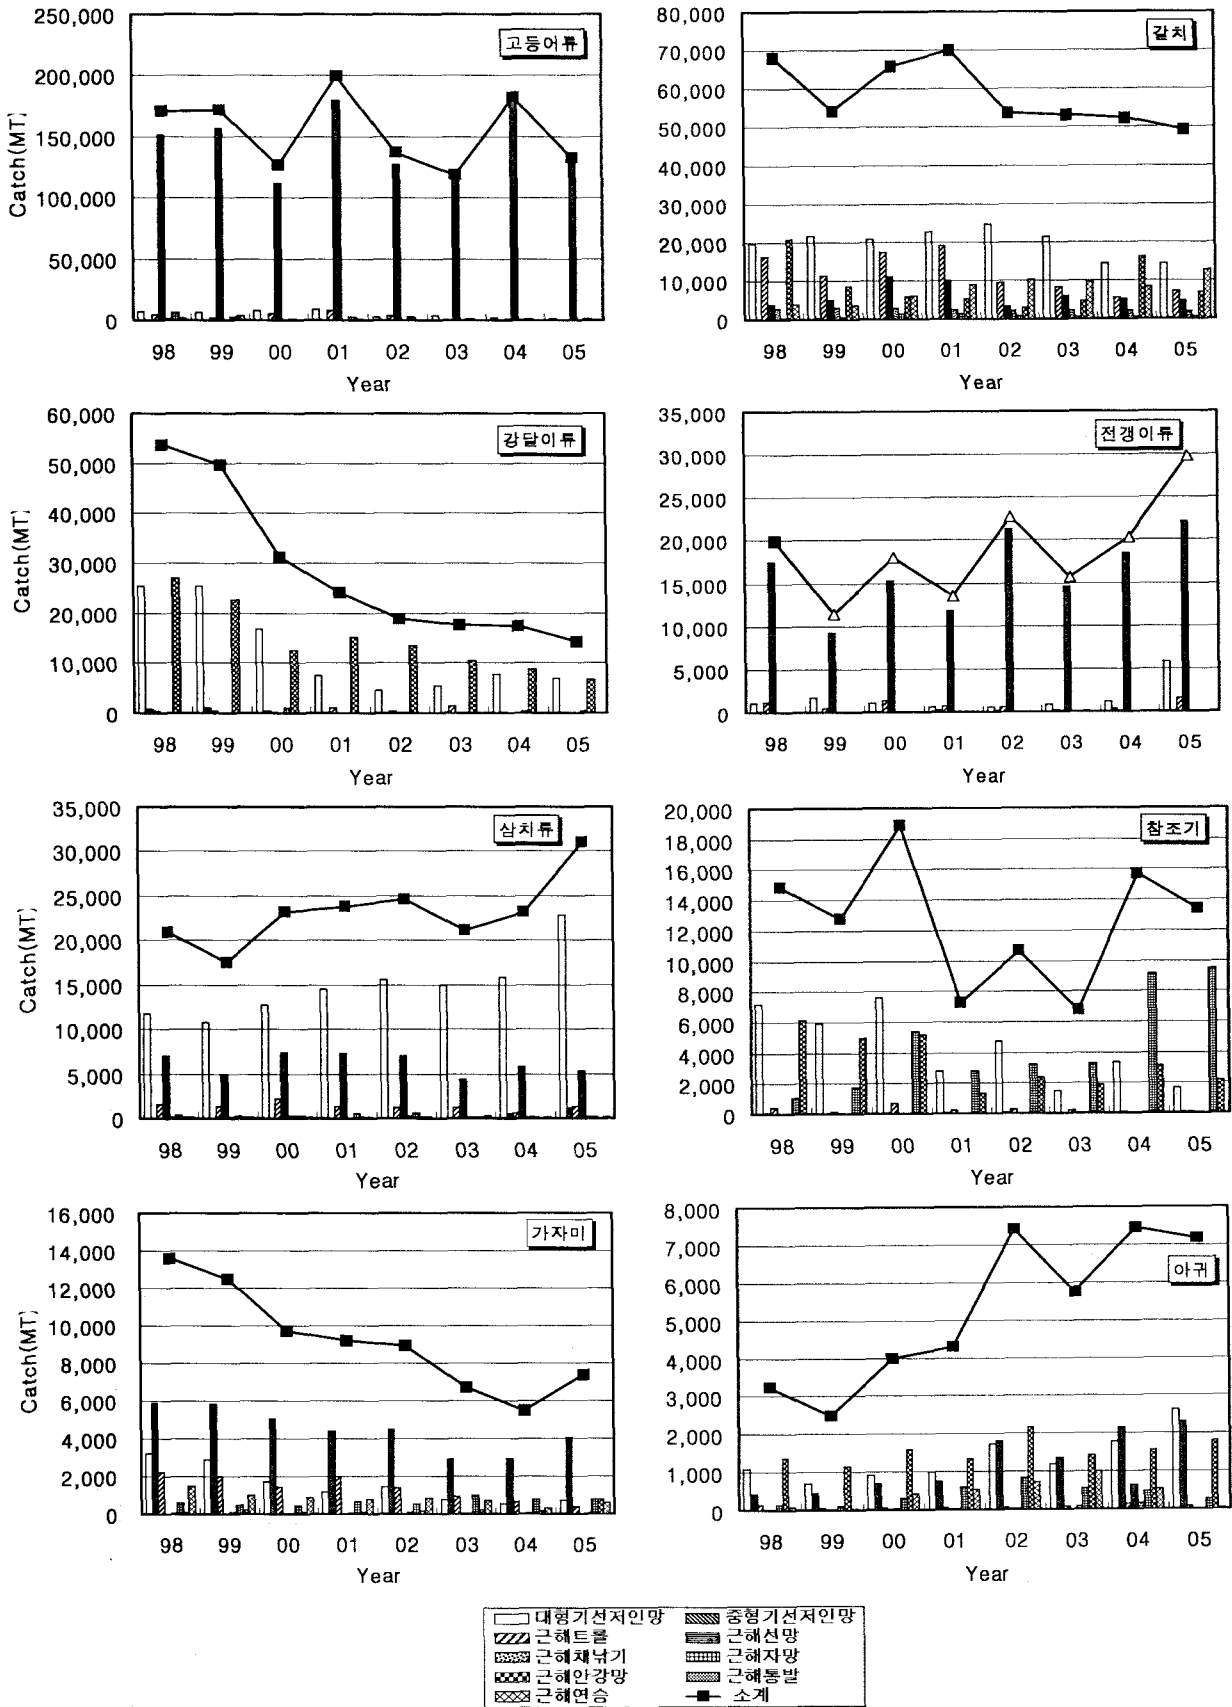 250,000
200,000
150,000
100,000
50,000
0
Catch(MT)
고등어류
98 99 00 01 02 03 04 05
Year
80,000
70,000
60,000
50,000
40,000
30,000
20,000
10,000
0
갈치
98 99 00 01 02 03 04 05
Year
60,000
50,000
40,000
30,000
20,000
10,000
0
Catch(MT)
강달이류
98 99 00 01 02 03 04 05
Year
35,000
30,000
25,000
20,000
15,000
10,000
5,000
0
전갱이류
98 99 00 01 02 03 04 05
Year
35,000
30,000
25,000
20,000
15,000
10,000
5,000
0
Catch(MT)
삼치류
98 99 00 01 02 03 04 05
Year
20,000
18,000
16,000
14,000
12,000
10,000
8,000
6,000
4,000
2,000
0
참조기
98 99 00 01 02 03 04 05
Year
16,000
14,000
12,000
10,000
8,000
6,000
4,000
2,000
0
Catch(MT)
가자미
98 99 00 01 02 03 04 05
Year
8,000
7,000
6,000
5,000
4,000
3,000
2,000
1,000
0
아귀
98 99 00 01 02 03 04 05
Year
대형기선저인망 중형기선저인망
근해트롤 근해선망
근해채낚기 근해자망
근해안강망 근해통발
근해연승 소계